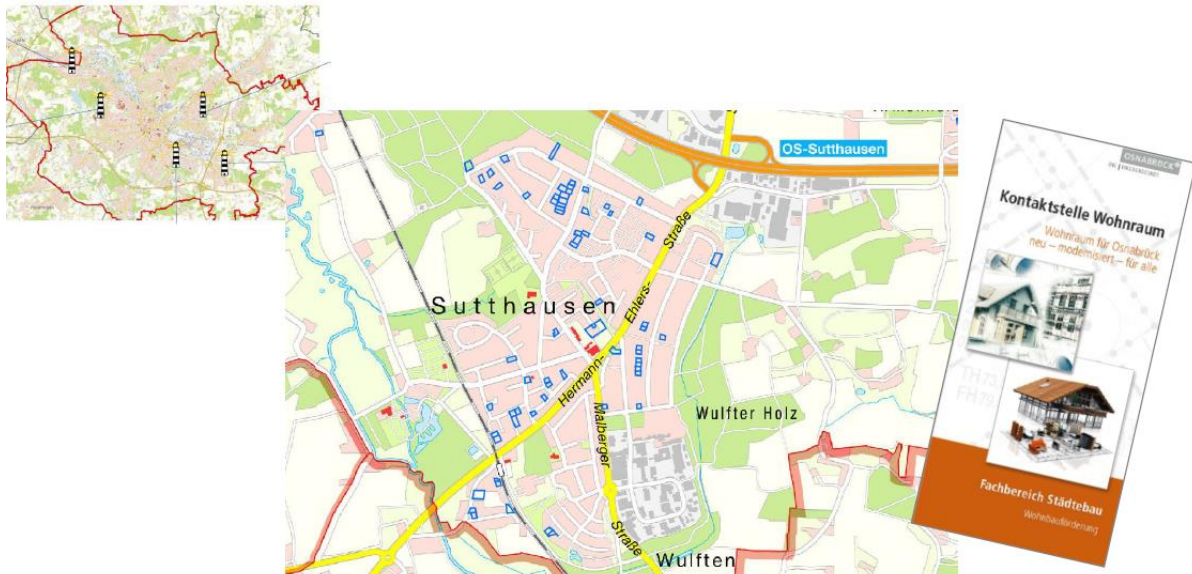 OS-Sutthausen
Straße
Ehlers-
Sutthausen
Hermann-
Malberger
Straße
Wulfter Holz
Wulften
OSNABRÜCK
Kontaktstelle Wohnraum
Wohnraum für Osnabrück
neu – modernisiert – für alle
Fachbereich Städtebau
Wohnbauförderung